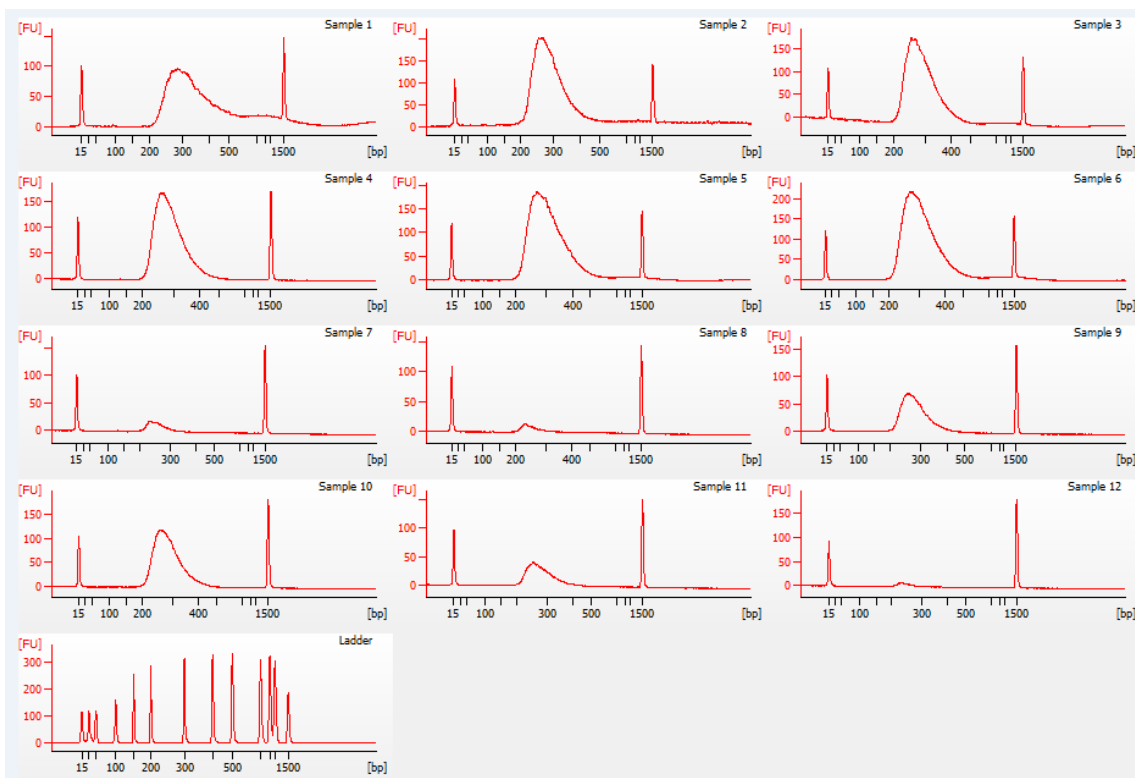 [FU] Sample 1
100
50
0
15 100 200 300 500 1500 [bp]
[FU] Sample 2
200
150
100
50
0
15 100 200 300 500 1500 [bp]
[FU] Sample 3
150
100
50
0
15 100 200 400 1500 [bp]
[FU] Sample 4
150
100
50
0
15 100 200 400 1500 [bp]
[FU] Sample 5
150
100
50
0
15 100 200 400 1500 [bp]
[FU] Sample 6
200
150
100
50
0
15 100 200 400 1500 [bp]
[FU] Sample 7
100
50
0
15 100 300 500 1500 [bp]
[FU] Sample 8
100
50
0
15 100 200 400 1500 [bp]
[FU] Sample 9
150
100
50
0
15 100 300 500 1500 [bp]
[FU] Sample 10
150
100
50
0
15 100 200 400 1500 [bp]
[FU] Sample 11
100
50
0
15 100 300 500 1500 [bp]
[FU] Sample 12
150
100
50
0
15 100 300 500 1500 [bp]
[FU] Ladder
300
200
100
0
15 100 200 300 500 1500 [bp]